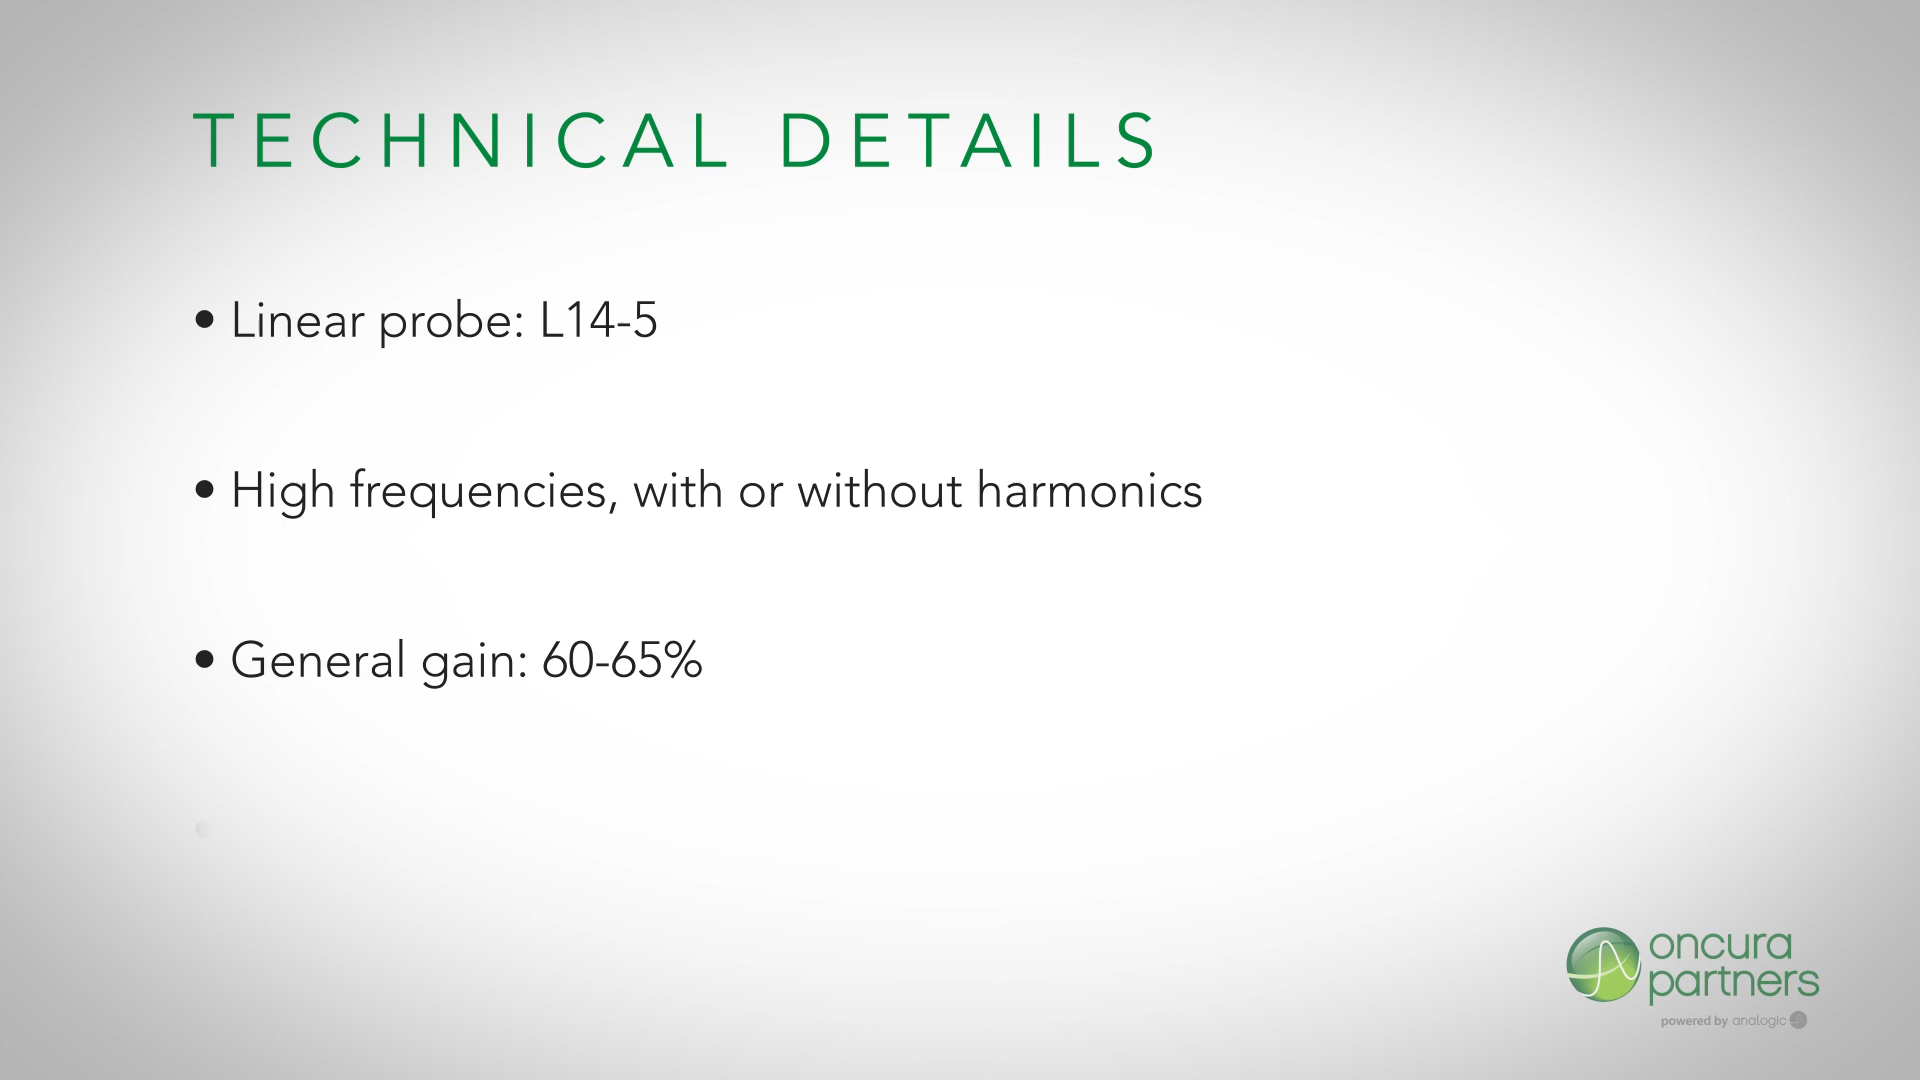 TECHNICAL DETAILS
• Linear probe: L14-5
• High frequencies, with or without harmonics
• General gain: 60-65%
oncura
partners
powered by analogic